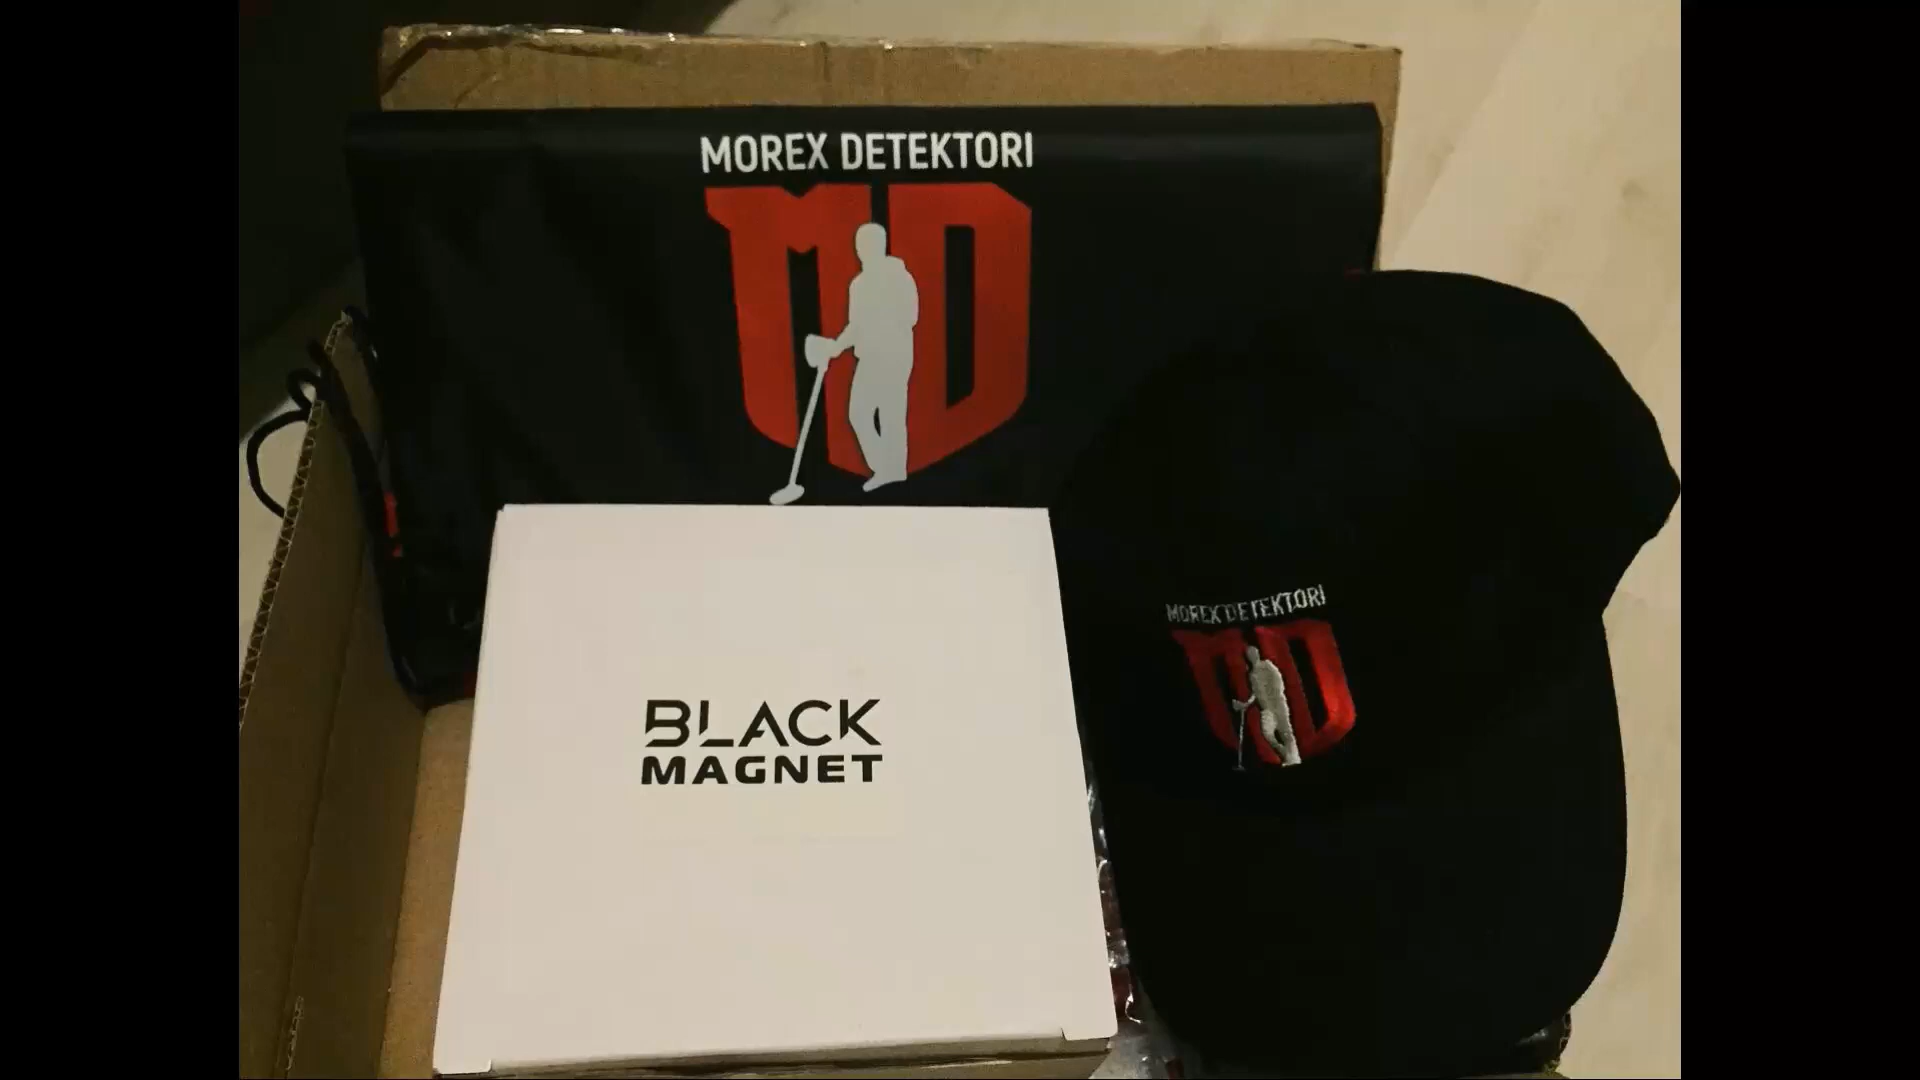 MOREX DETEKTORI
MD
BLACK
MAGNET
MOREX DETEKTORI
MD